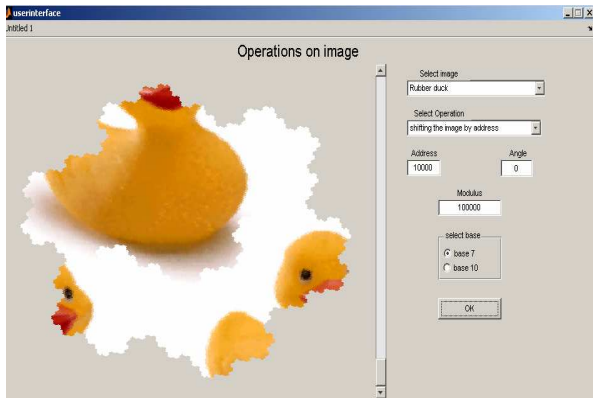 userinterface
Untitled 1
Operations on image
Select image
Rubber duck
Select Operation
shifting the image by address
Address
Angle
10000
0
Modulus
100000
select base
base 7
base 10
OK